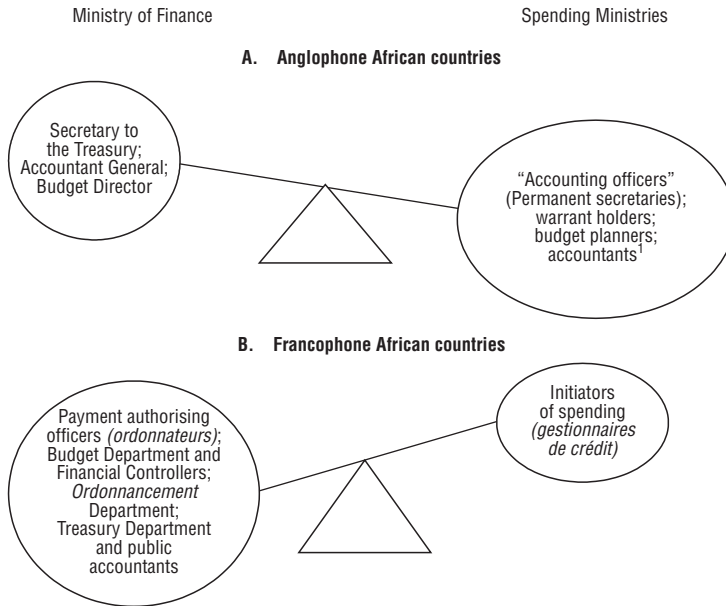 Ministry of Finance
Spending Ministries
A. Anglophone African countries
Secretary to
the Treasury;
Accountant General;
Budget Director
“Accounting officers”
(Permanent secretaries);
warrant holders;
budget planners;
accountants1
B. Francophone African countries
Payment authorising
officers (ordonnateurs);
Budget Department and
Financial Controllers;
Ordonnancement
Department;
Treasury Department
and public
accountants
Initiators
of spending
(gestionnaires
de crédit)